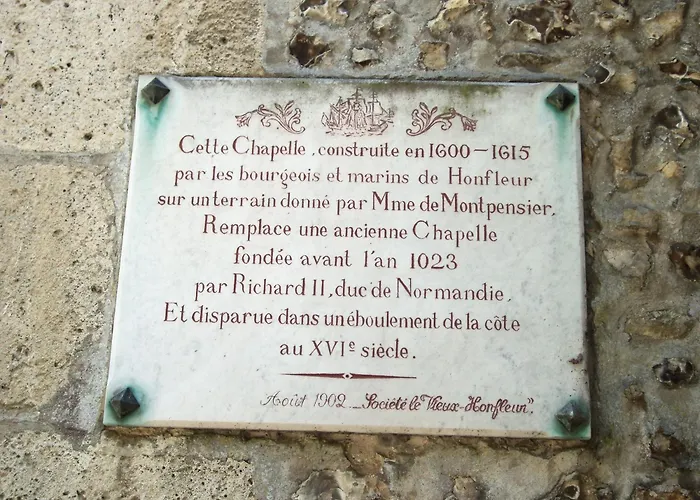 Cette Chapelle, construite en 1600-1615
par les bourgeois et marins de Honfleur
sur un terrain donné par Mme de Montpensier.
Remplace une ancienne Chapelle
fondée avant l'an 1023
par Richard II, duc de Normandie.
Et disparue dans un éboulement de la côte
au XVIe siècle.
Août 1902._Société le "Vieux-Honfleur".